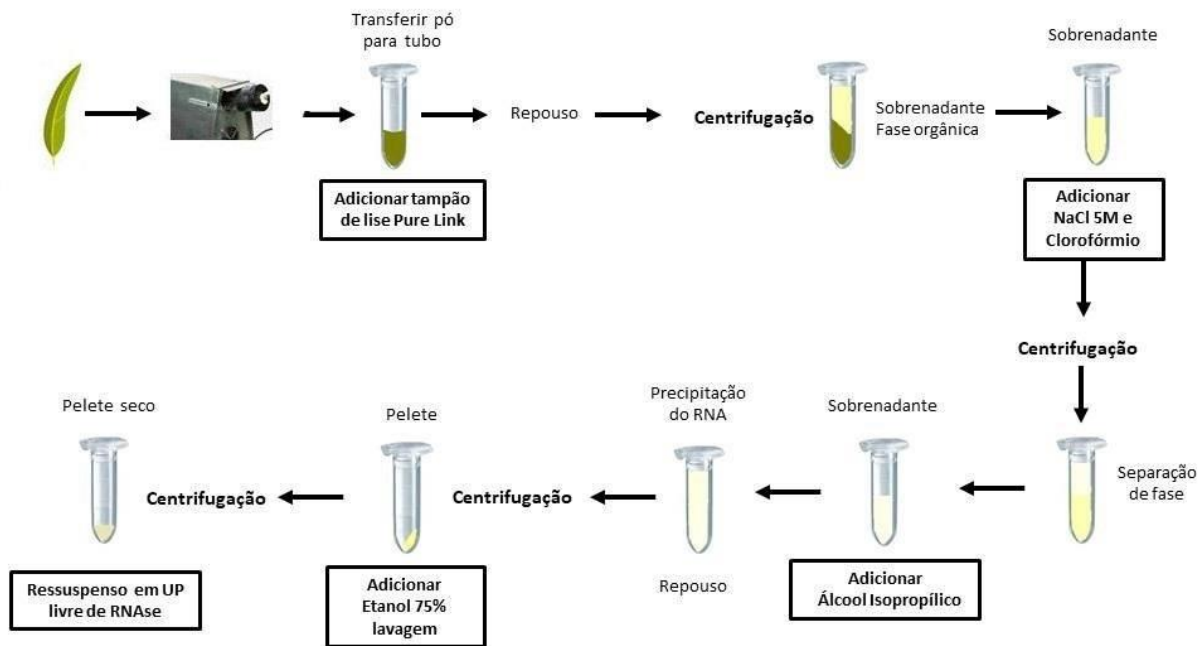 Transferir pó
para tubo
Adicionar tampão
de lise Pure Link
Repouso
Centrifugação
Sobrenadante
Fase orgânica
Sobrenadante
Adicionar
NaCl 5M e
Clorofórmio
Centrifugação
Separação
de fase
Sobrenadante
Adicionar
Álcool Isopropílico
Precipitação
do RNA
Repouso
Centrifugação
Pelete
Adicionar
Etanol 75%
lavagem
Centrifugação
Pelete seco
Ressuspenso em UP
livre de RNAse